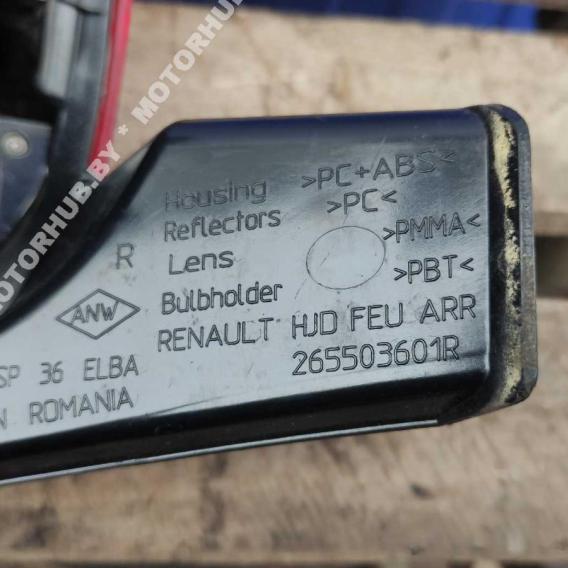 MOTORHUB.BY * MOTORHUB.BY
Housing >PC+ABS<
Reflectors >PC<
R Lens >PMMA<
Bulbholder >PBT<
ANW
RENAULT HJD FEU ARR
265503601R
SP 36 ELBA
N ROMANIA